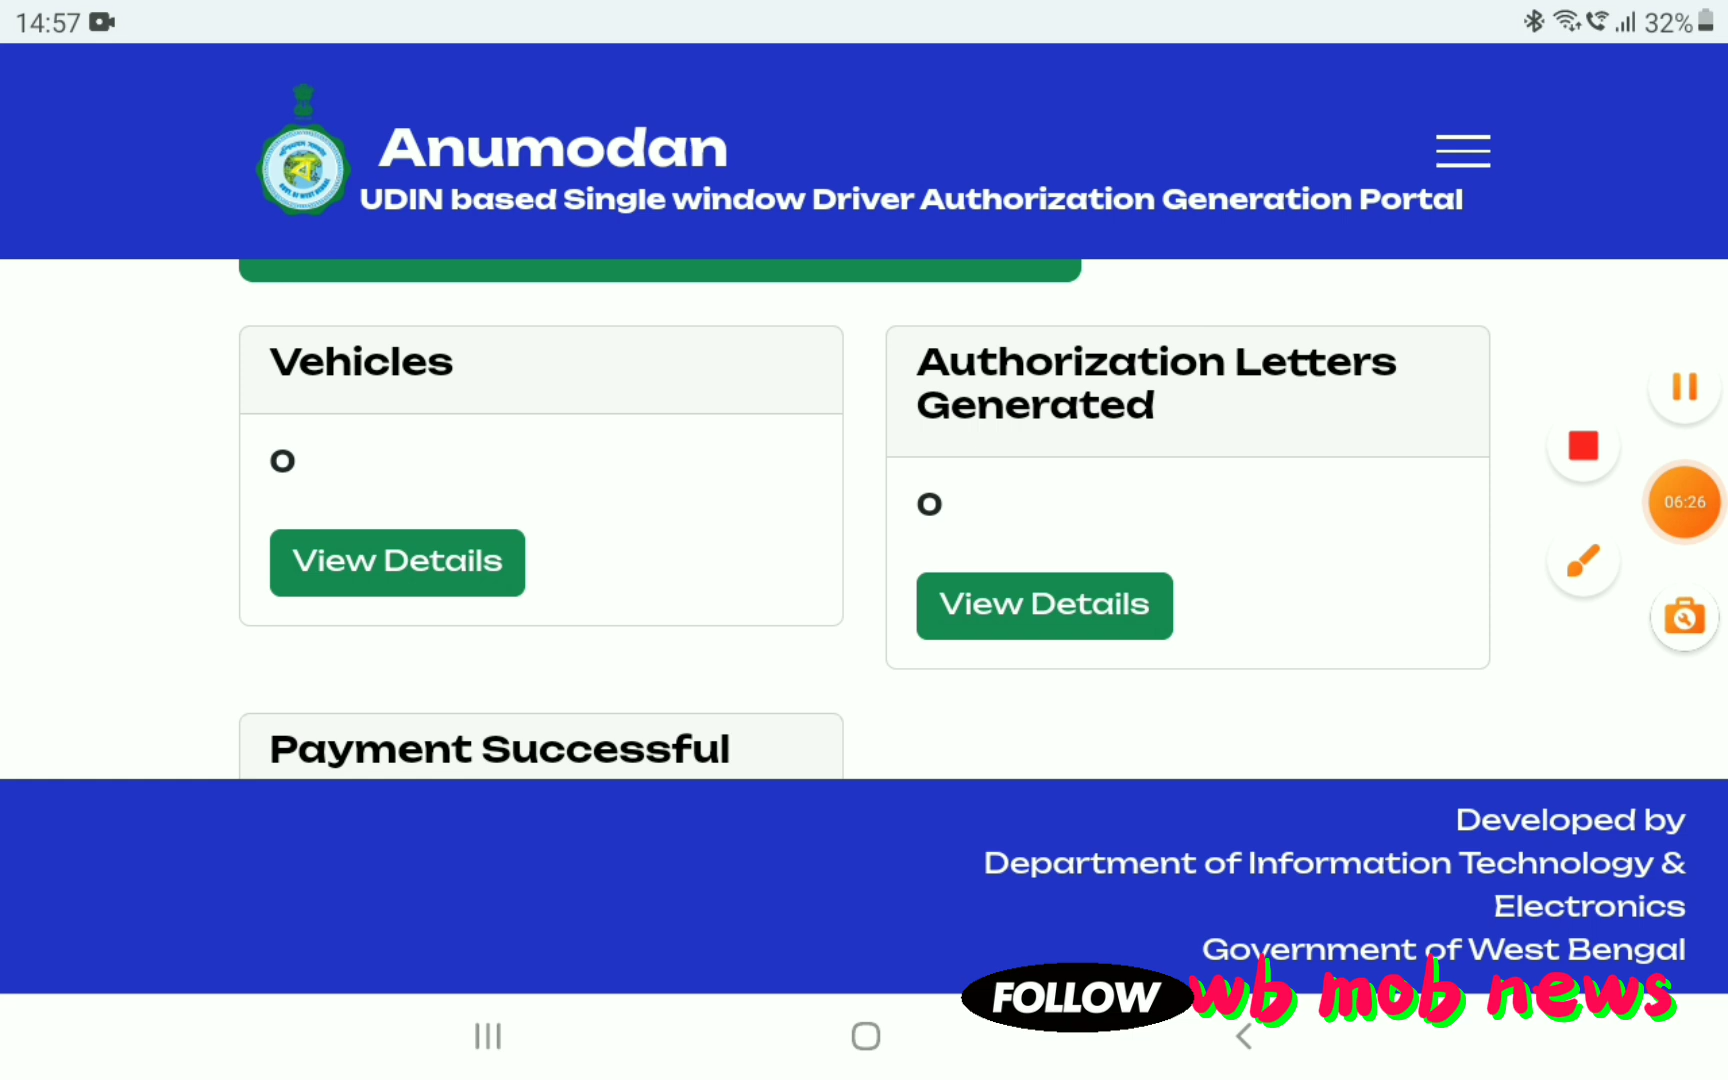 14:57
32%
Anumodan
UDIN based Single window Driver Authorization Generation Portal
Vehicles
0
View Details
Authorization Letters
Generated
0
View Details
06:26
Payment Successful
Developed by
Department of Information Technology &
Electronics
Government of West Bengal
FOLLOW wb mob news